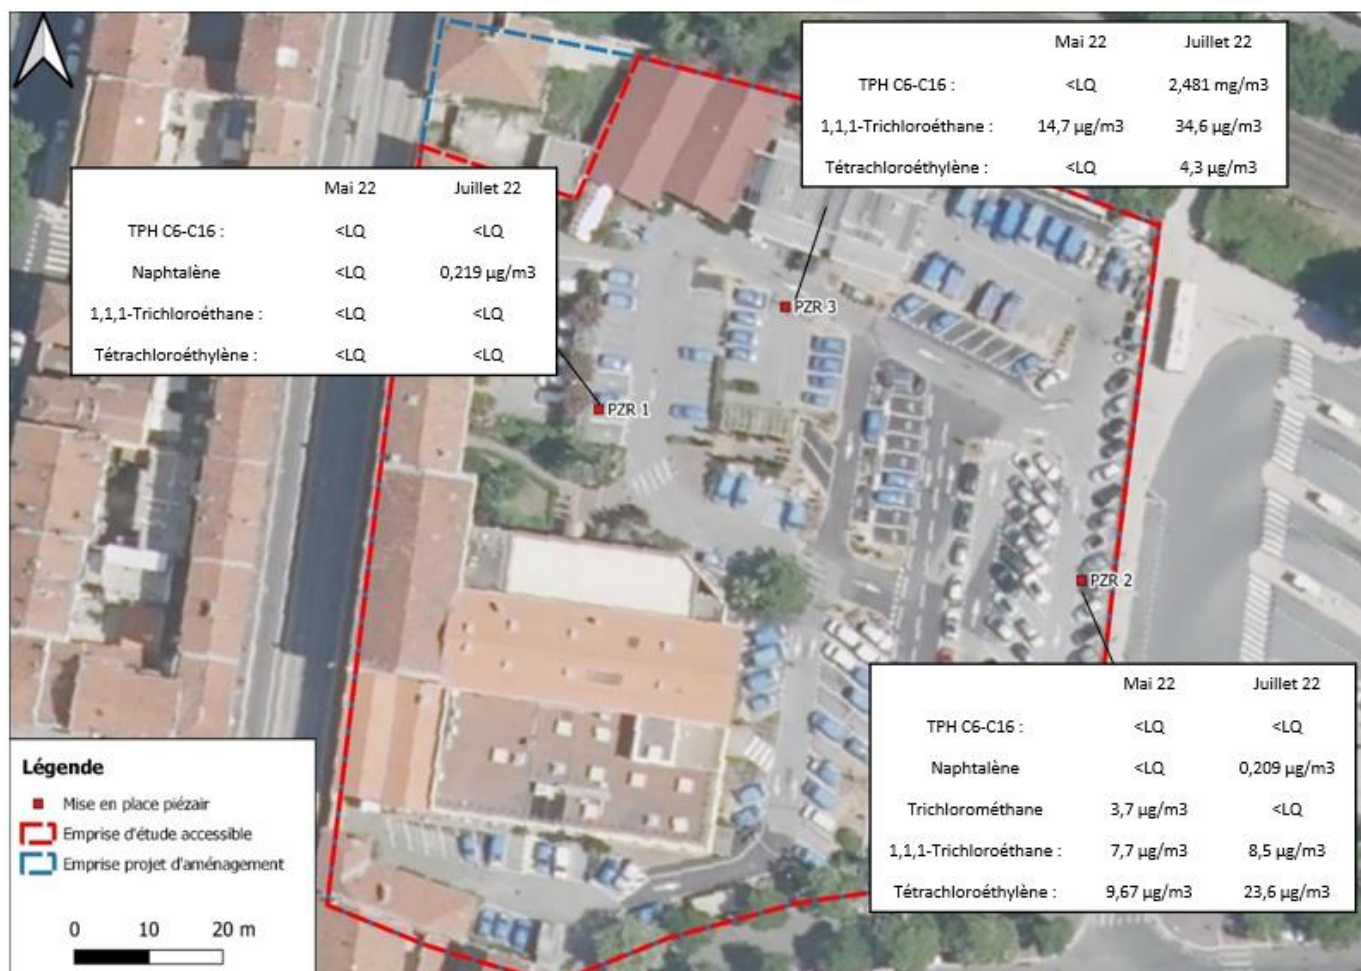 Mai 22 Juillet 22
TPH C6-C16 : <LQ 2,481 mg/m3
1,1,1-Trichloroéthane : 14,7 µg/m3 34,6 µg/m3
Tétrachloroéthylène : <LQ 4,3 µg/m3
Mai 22 Juillet 22
TPH C6-C16 : <LQ <LQ
Naphtalène <LQ 0,219 µg/m3
1,1,1-Trichloroéthane : <LQ <LQ
Tétrachloroéthylène : <LQ <LQ
PZR 3
PZR 1
PZR 2
Mai 22 Juillet 22
TPH C6-C16 : <LQ <LQ
Naphtalène <LQ 0,209 µg/m3
Trichlorométhane 3,7 µg/m3 <LQ
1,1,1-Trichloroéthane : 7,7 µg/m3 8,5 µg/m3
Tétrachloroéthylène : 9,67 µg/m3 23,6 µg/m3
Légende
Mise en place piézair
Emprise d'étude accessible
Emprise projet d'aménagement
0 10 20 m